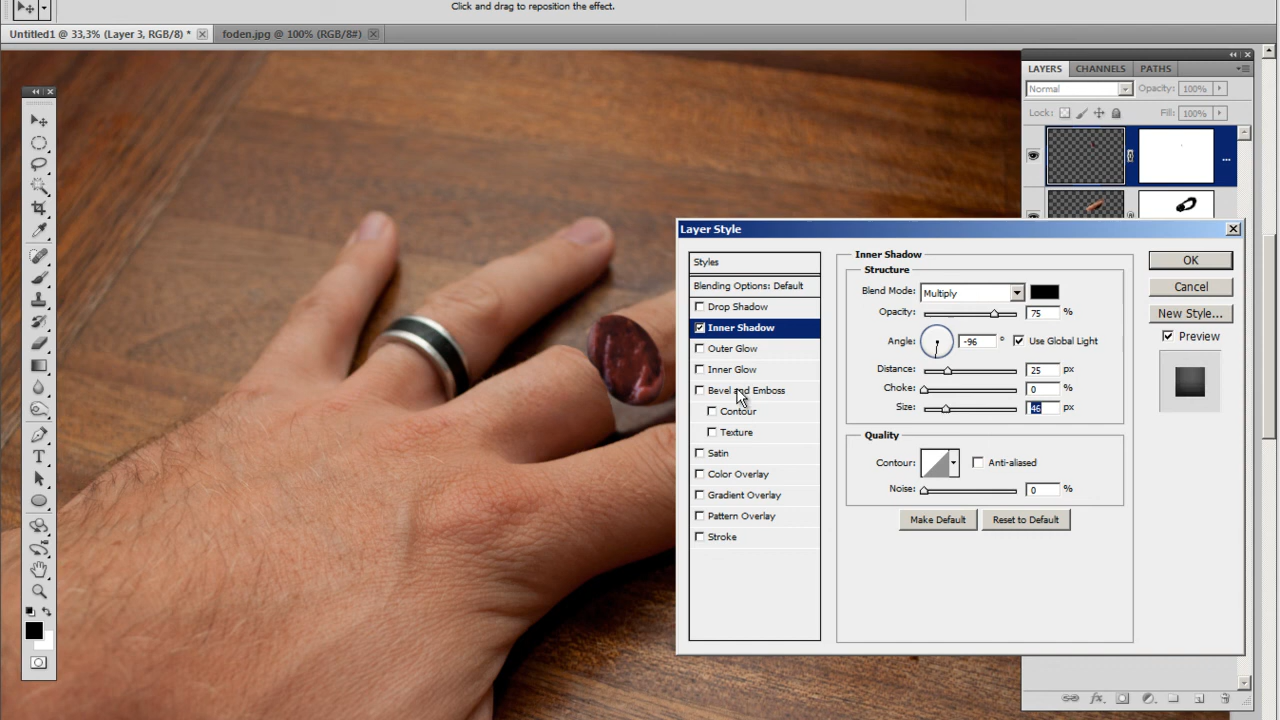 Click and drag to reposition the effect.
Untitled1 @ 33,3% (Layer 3, RGB/8) *
foden.jpg @ 100% (RGB/8#)
LAYERS CHANNELS PATHS
Normal Opacity: 100%
Lock: Fill: 100%
T
Layer Style
Styles
Blending Options: Default
Drop Shadow
Inner Shadow
Outer Glow
Inner Glow
Bevel and Emboss
Contour
Texture
Satin
Color Overlay
Gradient Overlay
Pattern Overlay
Stroke
Inner Shadow
Structure
Blend Mode: Multiply
Opacity: 75 %
Angle: -96 ° Use Global Light
Distance: 25 px
Choke: 0 %
Size: 46 px
Quality
Contour: Anti-aliased
Noise: 0 %
Make Default Reset to Default
OK
Cancel
New Style...
Preview
fx